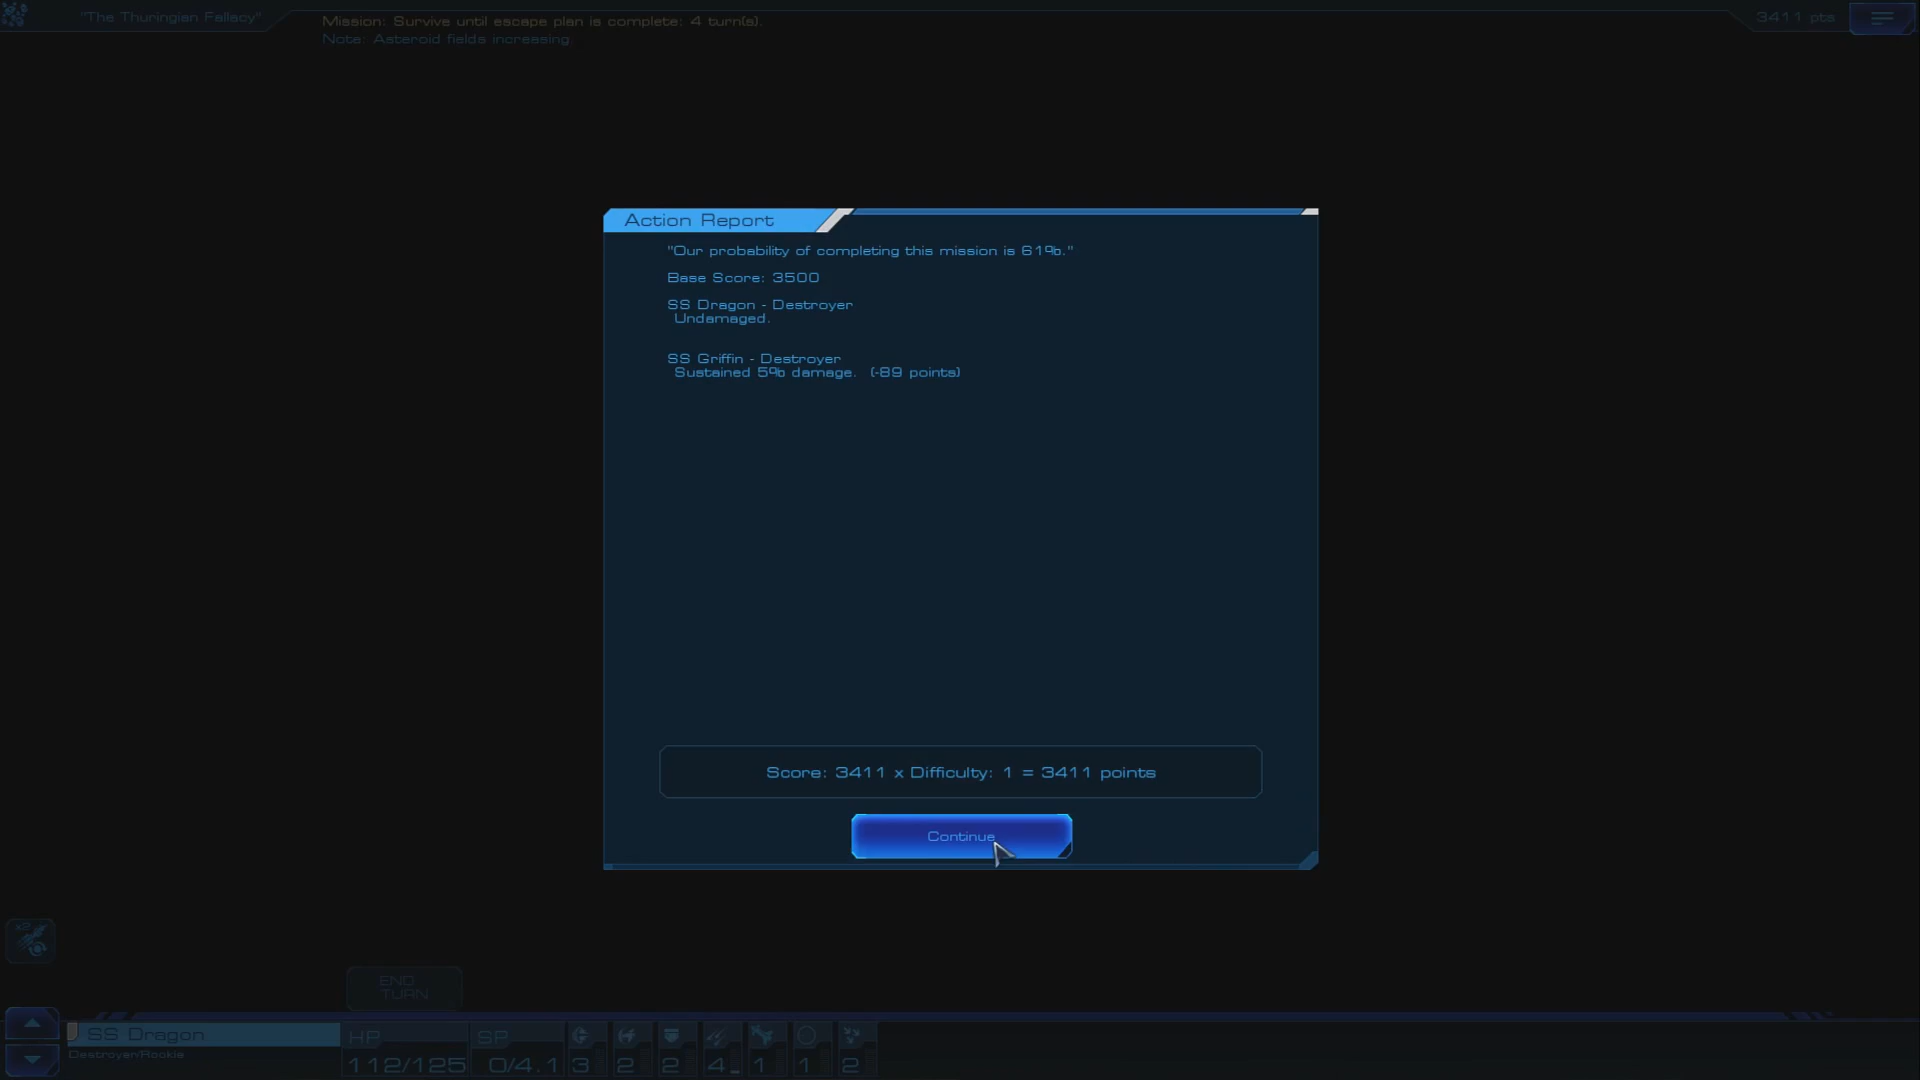 "The Thuringian Fallacy"
Mission: Survive until escape plan is complete: 4 turn(s).
Note: Asteroid fields increasing.
3411 pts
Action Report
"Our probability of completing this mission is 61%."
Base Score: 3500
SS Dragon - Destroyer
Undamaged.
SS Griffin - Destroyer
Sustained 5% damage. (-89 points)
Score: 3411 x Difficulty: 1 = 3411 points
Continue
END
TURN
SS Dragon
Destroyer/Rookie
HP
112/125
SP
0/4.1
3
2
2
4
1
1
2